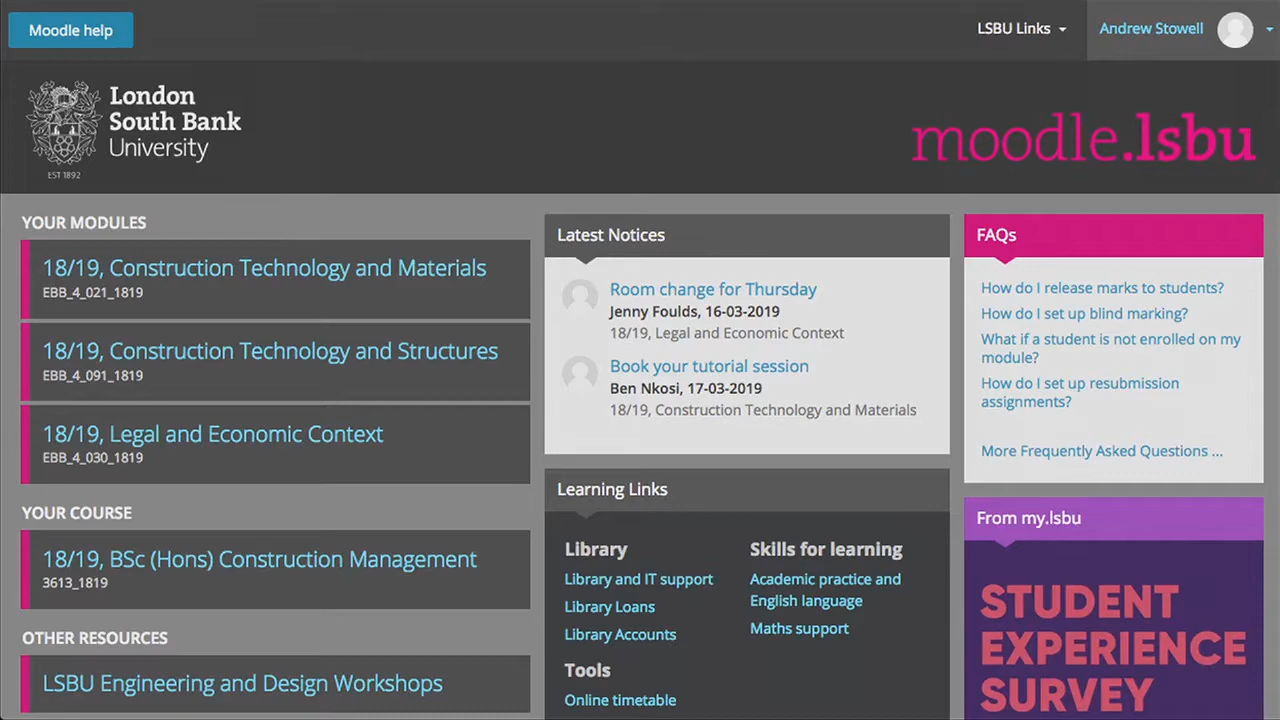 Moodle help
LSBU Links
Andrew Stowell
London
South Bank
University
EST 1892
moodle.lsbu
YOUR MODULES
18/19, Construction Technology and Materials
EBB_4_021_1819
18/19, Construction Technology and Structures
EBB_4_091_1819
18/19, Legal and Economic Context
EBB_4_030_1819
YOUR COURSE
18/19, BSc (Hons) Construction Management
3613_1819
OTHER RESOURCES
LSBU Engineering and Design Workshops
Latest Notices
Room change for Thursday
Jenny Foulds, 16-03-2019
18/19, Legal and Economic Context
Book your tutorial session
Ben Nkosi, 17-03-2019
18/19, Construction Technology and Materials
Learning Links
Library
Library and IT support
Library Loans
Library Accounts
Tools
Online timetable
Skills for learning
Academic practice and
English language
Maths support
FAQs
How do I release marks to students?
How do I set up blind marking?
What if a student is not enrolled on my
module?
How do I set up resubmission
assignments?
More Frequently Asked Questions ...
From my.lsbu
STUDENT
EXPERIENCE
SURVEY